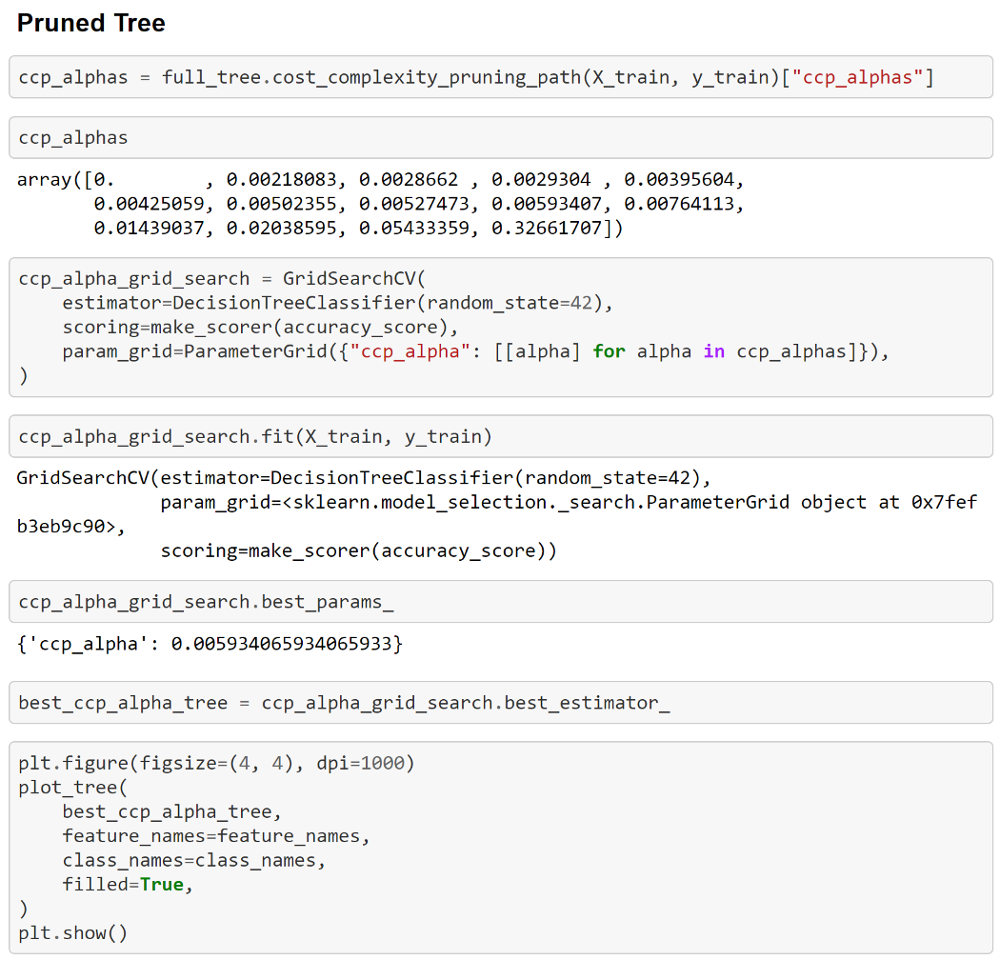 Pruned Tree
ccp_alphas = full_tree.cost_complexity_pruning_path(X_train, y_train)["ccp_alphas"]
ccp_alphas
array([0.        , 0.00218083, 0.0028662 , 0.0029304 , 0.00395604,
       0.00425059, 0.00502355, 0.00527473, 0.00593407, 0.00764113,
       0.01439037, 0.02038595, 0.05433359, 0.32661707])
ccp_alpha_grid_search = GridSearchCV(
    estimator=DecisionTreeClassifier(random_state=42),
    scoring=make_scorer(accuracy_score),
    param_grid=ParameterGrid({"ccp_alpha": [[alpha] for alpha in ccp_alphas]}),
)
ccp_alpha_grid_search.fit(X_train, y_train)
GridSearchCV(estimator=DecisionTreeClassifier(random_state=42),
             param_grid=<sklearn.model_selection._search.ParameterGrid object at 0x7fef
b3eb9c90>,
             scoring=make_scorer(accuracy_score))
ccp_alpha_grid_search.best_params_
{'ccp_alpha': 0.005934065934065933}
best_ccp_alpha_tree = ccp_alpha_grid_search.best_estimator_
plt.figure(figsize=(4, 4), dpi=1000)
plot_tree(
    best_ccp_alpha_tree,
    feature_names=feature_names,
    class_names=class_names,
    filled=True,
)
plt.show()